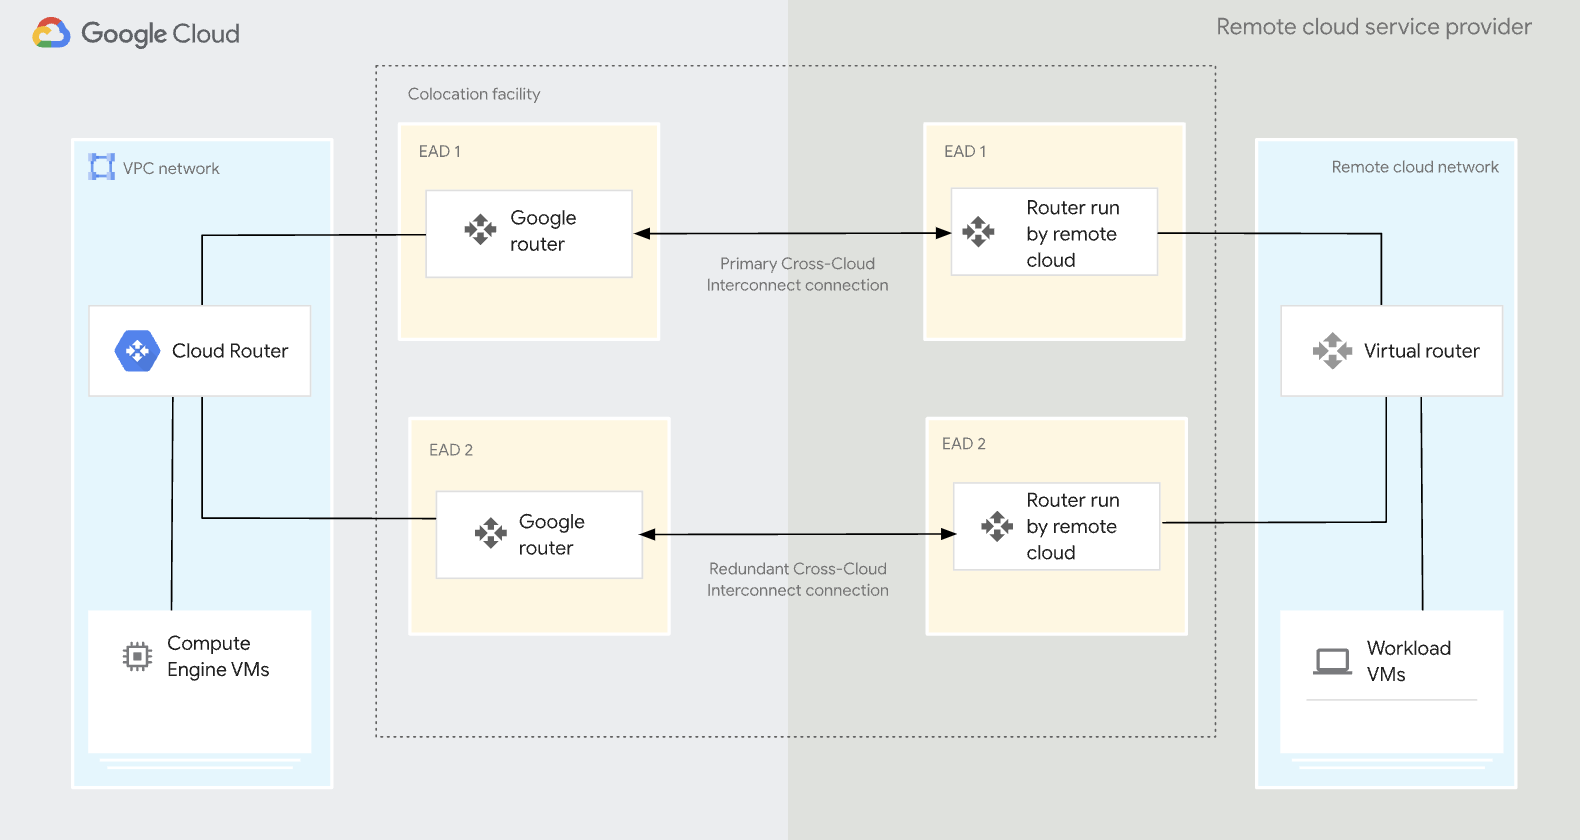 Google Cloud
Remote cloud service provider
Colocation facility
VPC network
EAD 1
Google
router
Primary Cross-Cloud
Interconnect connection
EAD 1
Router run
by remote
cloud
Remote cloud network
Cloud Router
Virtual router
EAD 2
Google
router
Redundant Cross-Cloud
Interconnect connection
EAD 2
Router run
by remote
cloud
Compute
Engine VMs
Workload
VMs